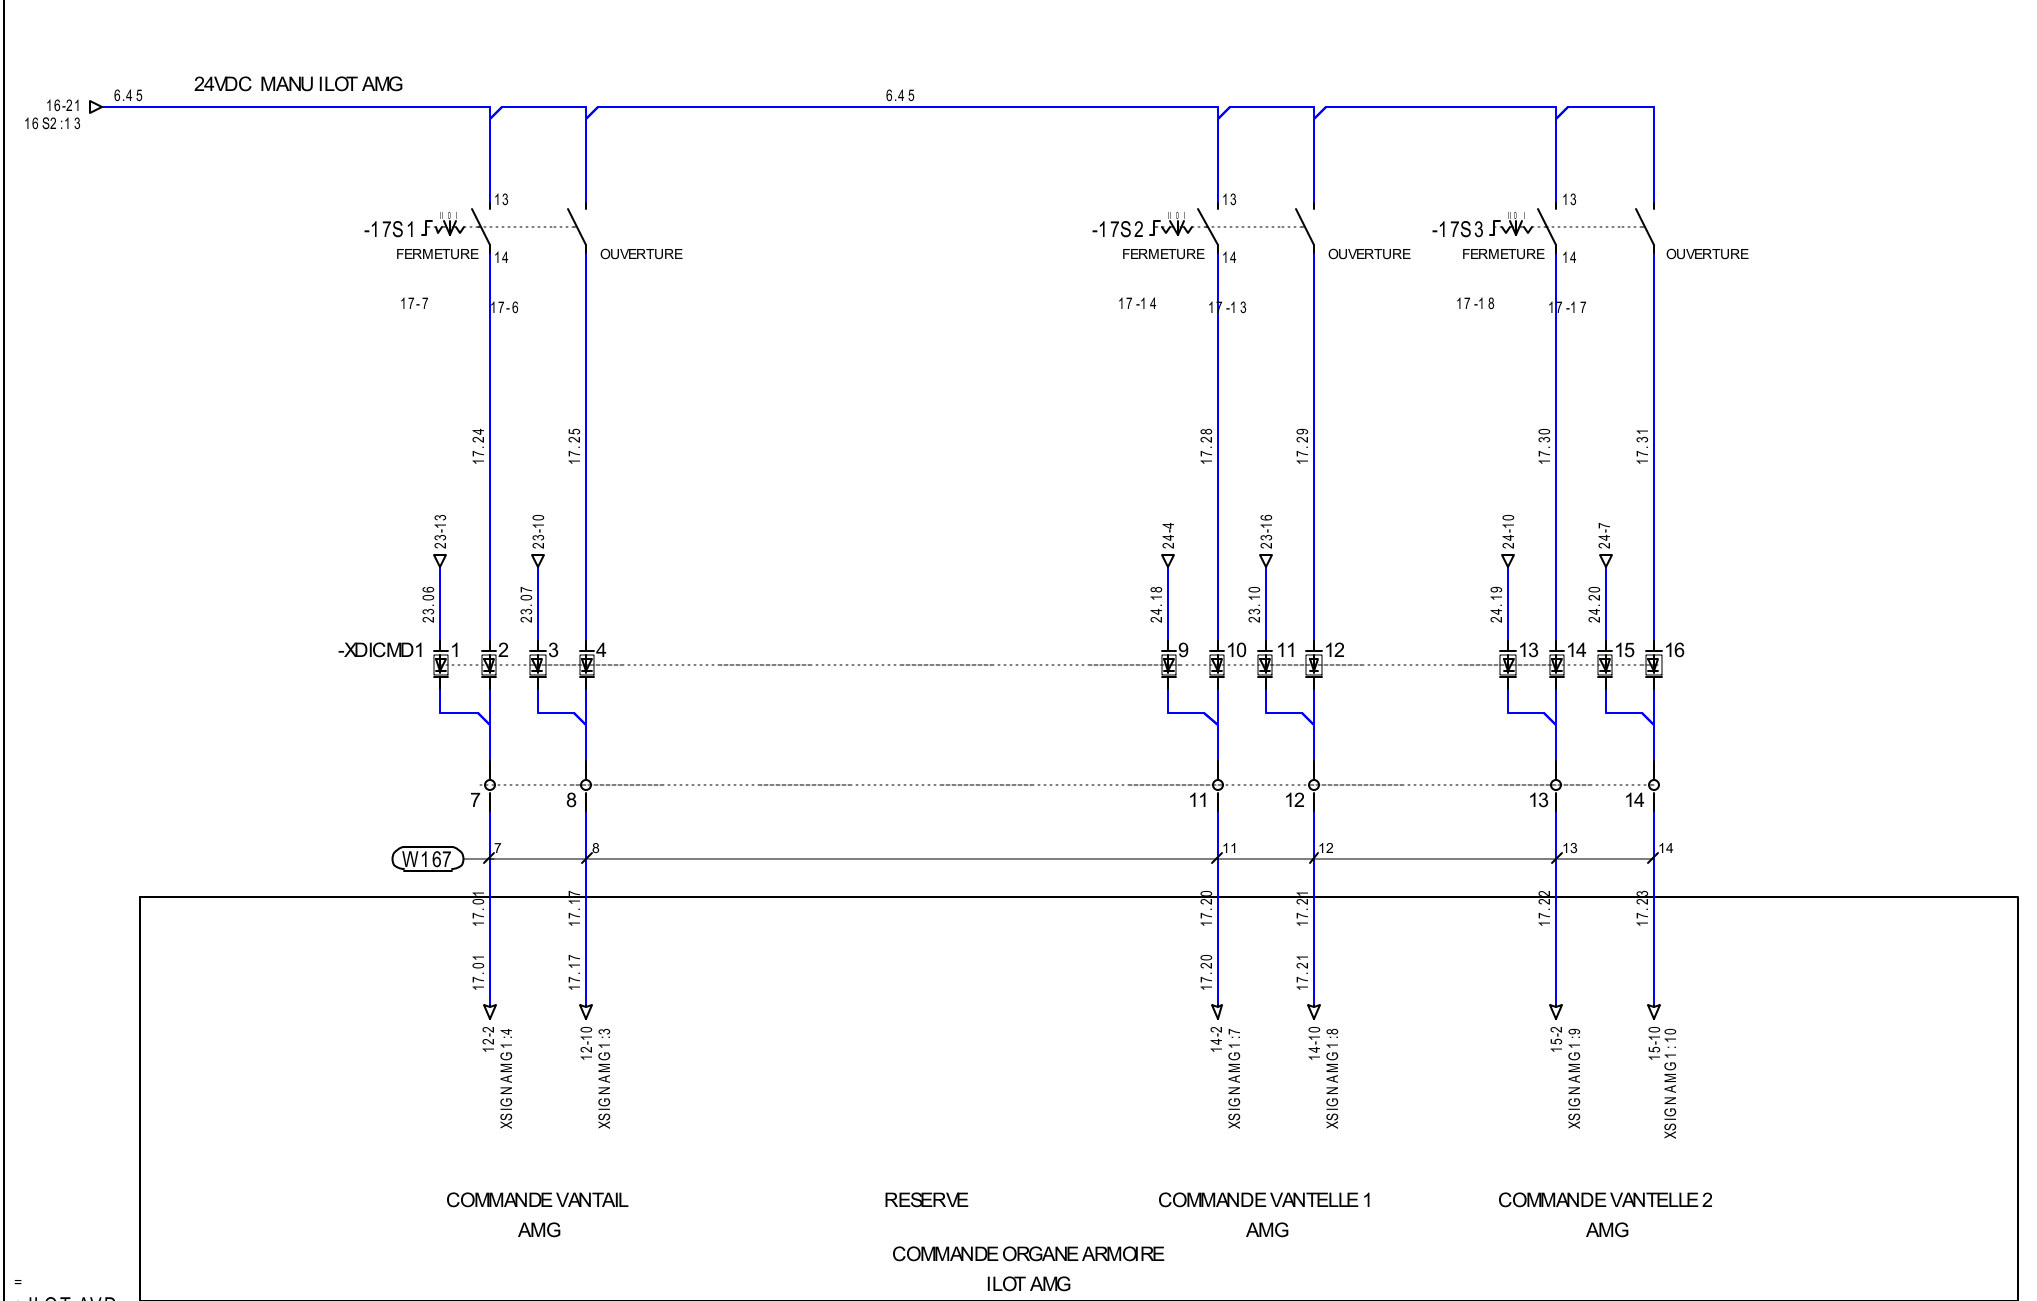 24VDC MANU ILOT AMG
6.45
6.45
16-21
16S2:13
13
13
13
II 0 I
II 0 I
II 0 I
-17S1
-17S2
-17S3
FERMETURE
14
OUVERTURE
FERMETURE
14
OUVERTURE
FERMETURE
14
OUVERTURE
17-7
17-6
17-14
17-13
17-18
17-17
17.24
17.25
17.28
17.29
17.30
17.31
23-13
23-10
24-4
23-16
24-10
24-7
23.06
23.07
24.18
23.10
24.19
24.20
-XDICMD1
1
2
3
4
9
10
11
12
13
14
15
16
7
8
11
12
13
14
W167
7
8
11
12
13
14
17.01
17.17
17.20
17.21
17.22
17.23
17.01
17.17
17.20
17.21
12-2
XSIGNAMG1:4
12-10
XSIGNAMG1:3
14-2
XSIGNAMG1:7
14-10
XSIGNAMG1:8
15-2
XSIGNAMG1:9
15-10
XSIGNAMG1:10
COMMANDE VANTAIL
AMG
RESERVE
COMMANDE VANTELLE 1
AMG
COMMANDE VANTELLE 2
AMG
COMMANDE ORGANE ARMOIRE
ILOT AMG
=